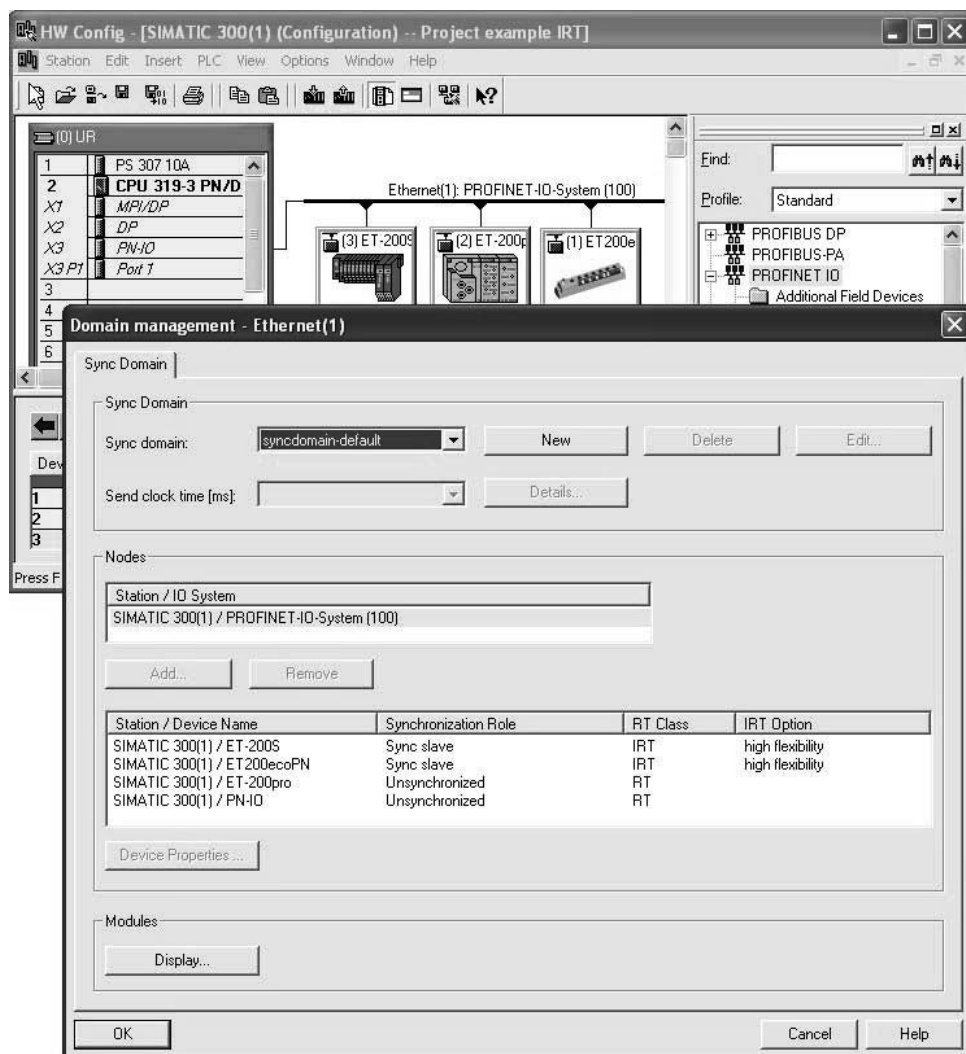 HW Config - [SIMATIC 300(1) (Configuration) -- Project example IRT]
Station Edit Insert PLC View Options Window Help
(0) UR
1 PS 307 10A
2 CPU 319-3 PN/D
X1 MPI/DP
X2 DP
X3 PN-IO
X3 P1 Port 1
3
4
5
6
Ethernet(1): PROFINET-IO-System (100)
(3) ET-200S
(2) ET-200p
(1) ET200e
Find:
Profile: Standard
PROFIBUS DP
PROFIBUS-PA
PROFINET IO
Additional Field Devices
Dev
1
2
3
Press F
Domain management - Ethernet(1)
Sync Domain
Sync Domain
Sync domain: syncdomain-default New Delete Edit...
Send clock time [ms]: Details...
Nodes
Station / IO System
SIMATIC 300(1) / PROFINET-IO-System (100)
Add... Remove
Station / Device Name Synchronization Role RT Class IRT Option
SIMATIC 300(1) / ET-200S Sync slave IRT high flexibility
SIMATIC 300(1) / ET200ecoPN Sync slave IRT high flexibility
SIMATIC 300(1) / ET-200pro Unsynchronized RT
SIMATIC 300(1) / PN-IO Unsynchronized RT
Device Properties ...
Modules
Display...
OK Cancel Help